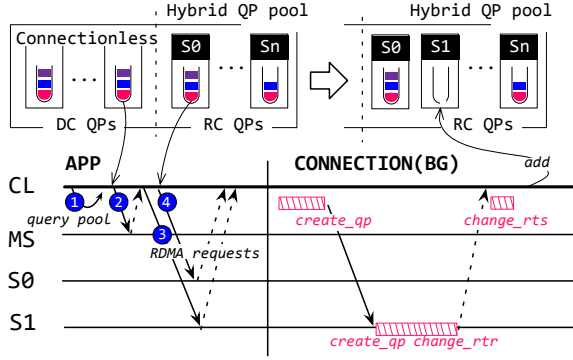 Hybrid QP pool
Hybrid QP pool
Connectionless
S0
Sn
S0
S1
Sn
...
...
...
DC QPs
RC QPs
RC QPs
APP
CONNECTION(BG)
add
CL
1
2
4
query pool
create_qp
change_rts
MS
3
RDMA requests
S0
S1
create_qp change_rtr